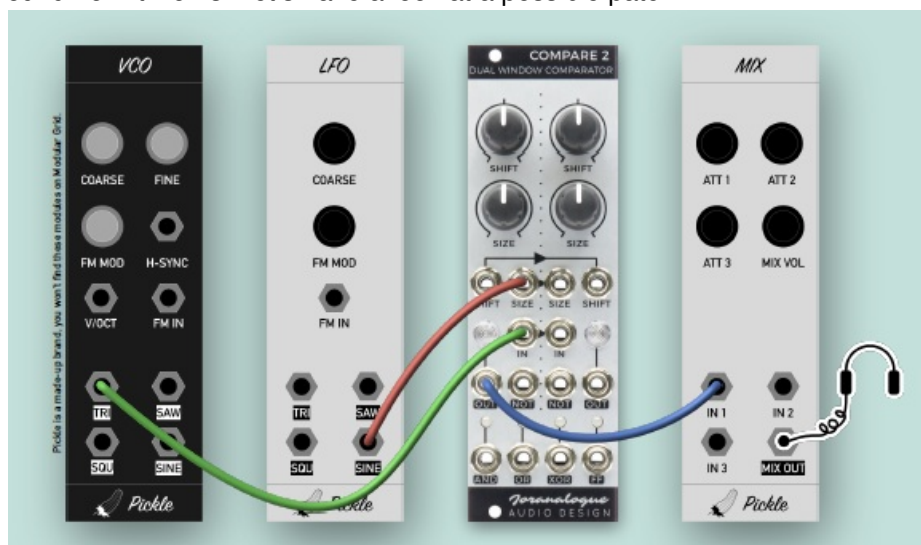 VCO
COARSE
FINE
FM MOD
H-SYNC
V/OCT
FM IN
TRI
SAW
SQU
SINE
Pickle
Pickle is a made-up brand, you won't find these modules on Modular Grid.
LFO
COARSE
FM MOD
FM IN
TRI
SAW
SQU
SINE
Pickle
COMPARE 2
DUAL WINDOW COMPARATOR
SHIFT
SHIFT
SIZE
SIZE
SHIFT
SIZE
SIZE
SHIFT
IN
IN
OUT
NOT
NOT
OUT
AND
OR
XOR
FF
Joranalogue
AUDIO DESIGN
MIX
ATT 1
ATT 2
ATT 3
MIX VOL
IN 1
IN 2
IN 3
MIX OUT
Pickle